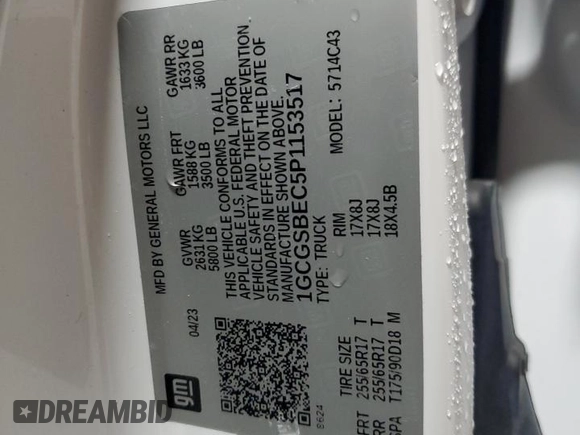 MFD BY GENERAL MOTORS LLC
04/23
GVWR GAWR FRT GAWR RR
2631 KG 1588 KG 1633 KG
5800 LB 3500 LB 3600 LB
THIS VEHICLE CONFORMS TO ALL
APPLICABLE U.S. FEDERAL MOTOR
VEHICLE SAFETY AND THEFT PREVENTION
STANDARDS IN EFFECT ON THE DATE OF
MANUFACTURE SHOWN ABOVE.
1GCGSBEC5P1153517
TYPE: TRUCK MODEL: 5714C43
TIRE SIZE RIM
FRT 255/65R17 T 17X8J
RR 255/65R17 T 17X8J
SPA T175/90D18 M 18X4.5B
gm
8624
DREAMBID